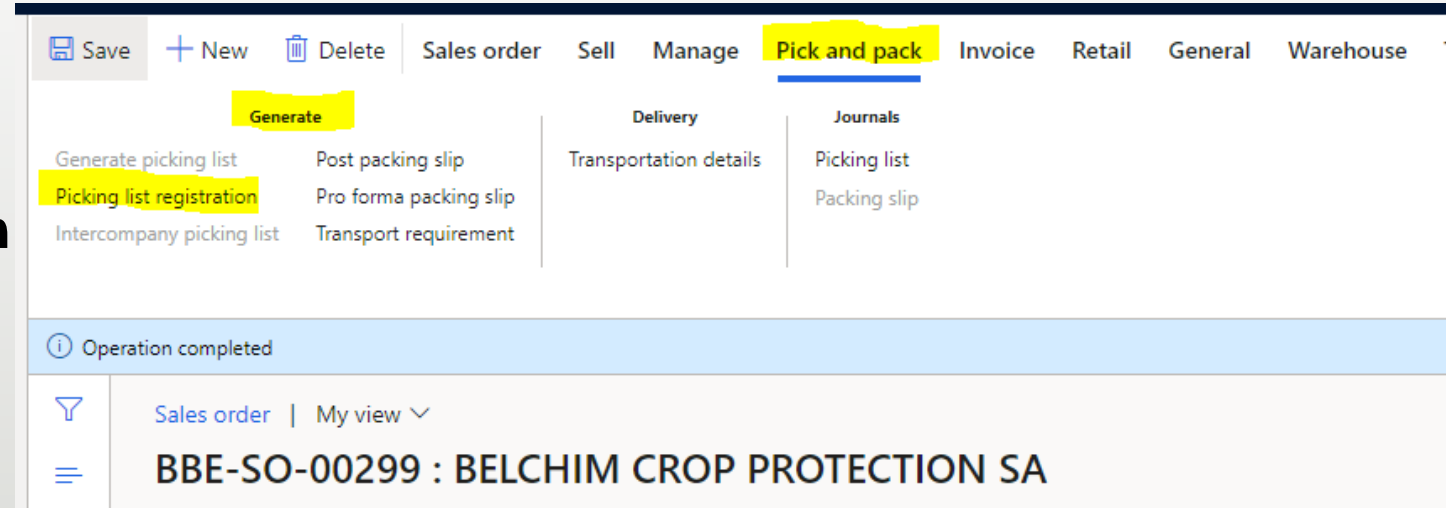 Save New Delete Sales order Sell Manage Pick and pack Invoice Retail General Warehouse
Generate Delivery Journals
Generate picking list Post packing slip Transportation details Picking list
Picking list registration Pro forma packing slip Packing slip
Intercompany picking list Transport requirement
n
Operation completed
Sales order | My view
BBE-SO-00299 : BELCHIM CROP PROTECTION SA